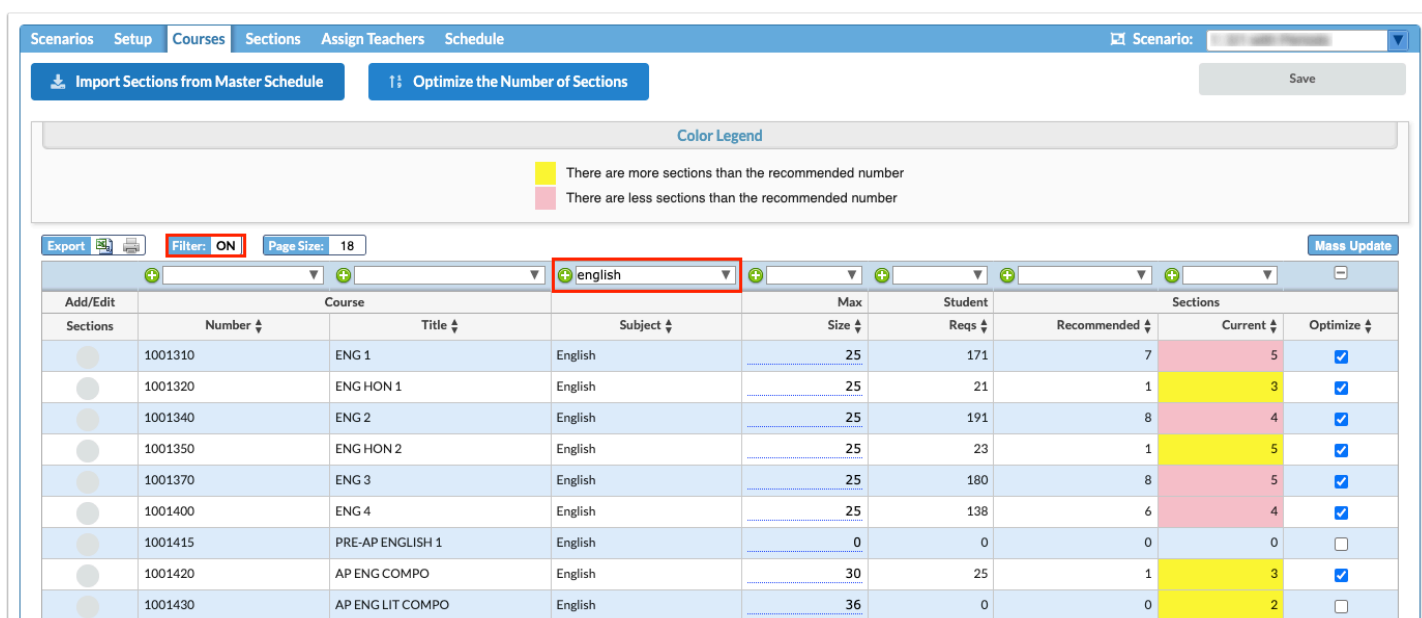 Scenarios Setup Courses Sections Assign Teachers Schedule Scenario:
Import Sections from Master Schedule Optimize the Number of Sections Save
Color Legend
There are more sections than the recommended number
There are less sections than the recommended number
Export Filter: ON Page Size: 18 Mass Update
english
Add/Edit Course Max Student Sections
Sections Number Title Subject Size Reqs Recommended Current Optimize
1001310 ENG 1 English 25 171 7 5
1001320 ENG HON 1 English 25 21 1 3
1001340 ENG 2 English 25 191 8 4
1001350 ENG HON 2 English 25 23 1 5
1001370 ENG 3 English 25 180 8 5
1001400 ENG 4 English 25 138 6 4
1001415 PRE-AP ENGLISH 1 English 0 0 0 0
1001420 AP ENG COMPO English 30 25 1 3
1001430 AP ENG LIT COMPO English 36 0 0 2